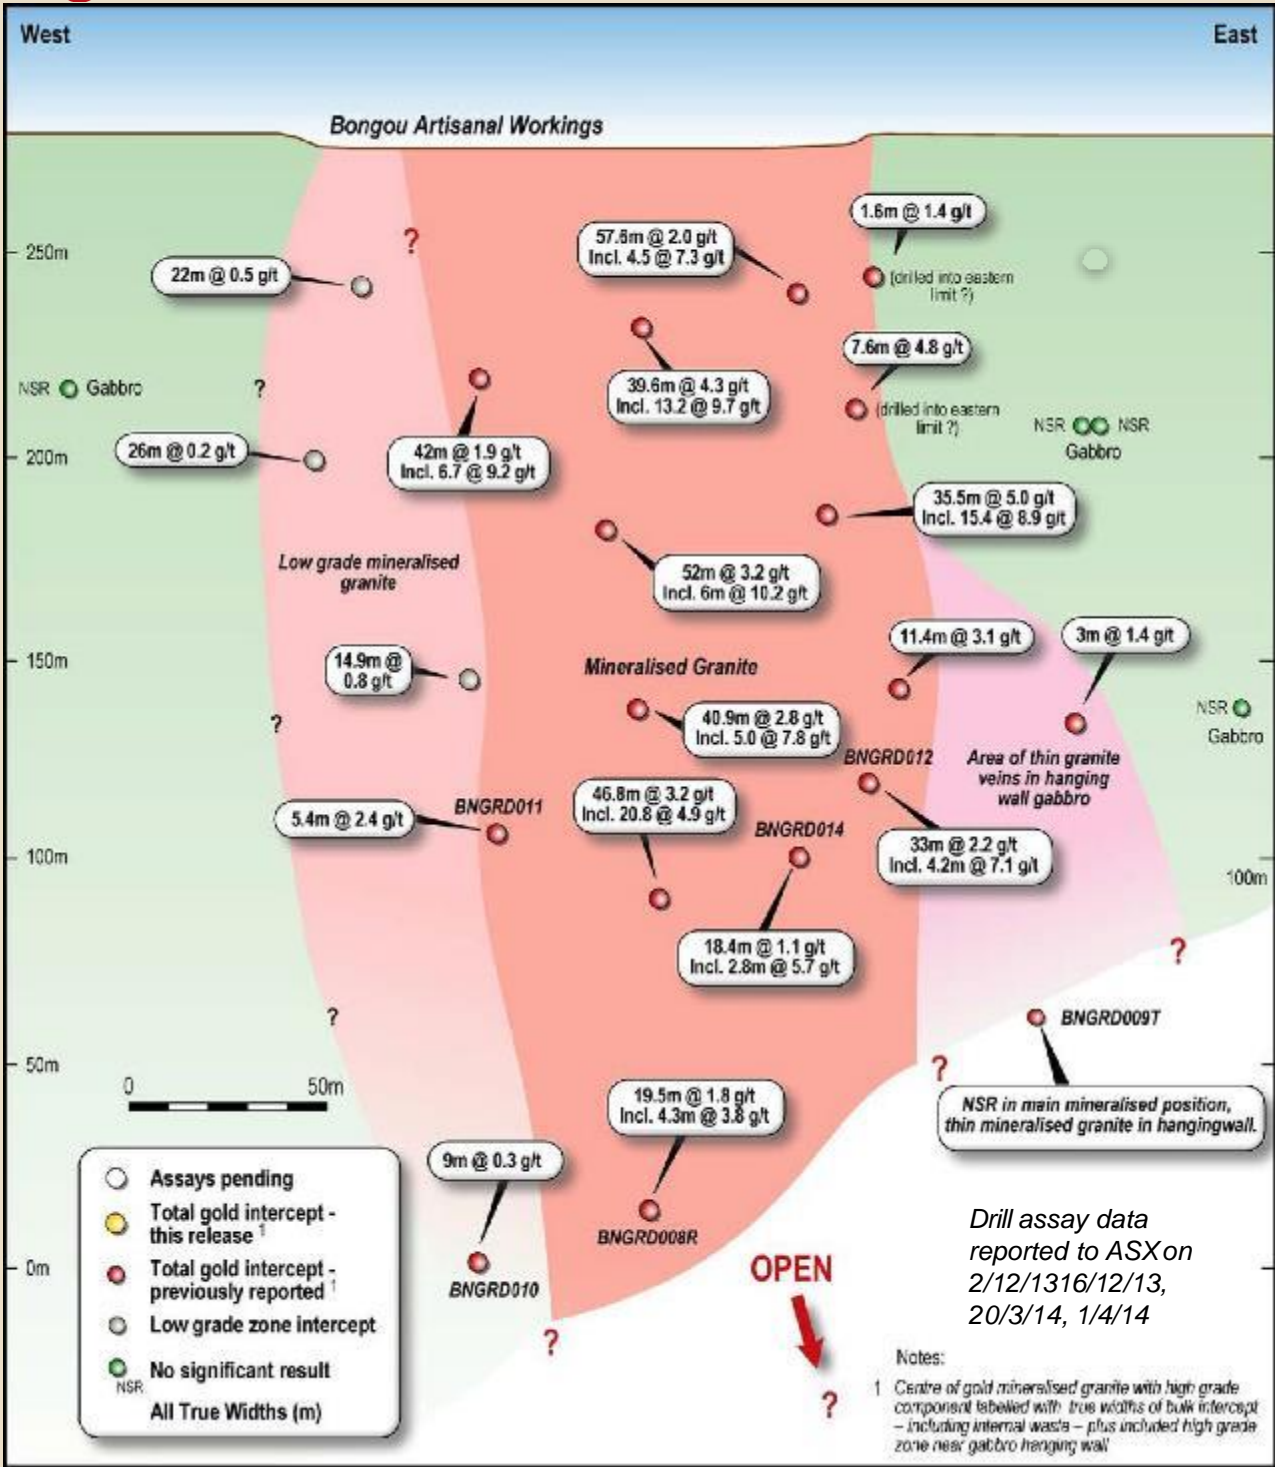 West
East
Bongou Artisanal Workings
1.6m @ 1.4 g/t
57.6m @ 2.0 g/t
Incl. 4.5 @ 7.3 g/t
?
250m
22m @ 0.5 g/t
(drilled into eastern
limit ?)
7.6m @ 4.8 g/t
NSR
Gabbro
?
39.6m @ 4.3 g/t
Incl. 13.2 @ 9.7 g/t
(drilled into eastern
limit ?)
NSR
NSR
Gabbro
26m @ 0.2 g/t
200m
42m @ 1.9 g/t
Incl. 6.7 @ 9.2 g/t
35.5m @ 5.0 g/t
Incl. 15.4 @ 8.9 g/t
Low grade mineralised
granite
52m @ 3.2 g/t
Incl. 6m @ 10.2 g/t
11.4m @ 3.1 g/t
3m @ 1.4 g/t
150m
14.9m @
0.8 g/t
Mineralised Granite
NSR
Gabbro
?
40.9m @ 2.8 g/t
Incl. 5.0 @ 7.8 g/t
BNGRD012
Area of thin granite
veins in hanging
wall gabbro
46.8m @ 3.2 g/t
Incl. 20.8 @ 4.9 g/t
BNGRD011
5.4m @ 2.4 g/t
BNGRD014
33m @ 2.2 g/t
Incl. 4.2m @ 7.1 g/t
100m
100m
18.4m @ 1.1 g/t
Incl. 2.8m @ 5.7 g/t
?
?
BNGRD009T
50m
?
0
50m
19.5m @ 1.8 g/t
Incl. 4.3m @ 3.8 g/t
NSR in main mineralised position,
thin mineralised granite in hangingwall.
9m @ 0.3 g/t
BNGRD008R
BNGRD010
0m
OPEN
?
?
Drill assay data
reported to ASX on
2/12/1316/12/13,
20/3/14, 1/4/14
Assays pending
Total gold intercept -
this release 1
Total gold intercept -
previously reported 1
Low grade zone intercept
No significant result
NSR
All True Widths (m)
Notes:
1 Centre of gold mineralised granite with high grade
component labelled with true widths of bulk intercept
– including internal waste – plus included high grade
zone near gabbro hanging wall